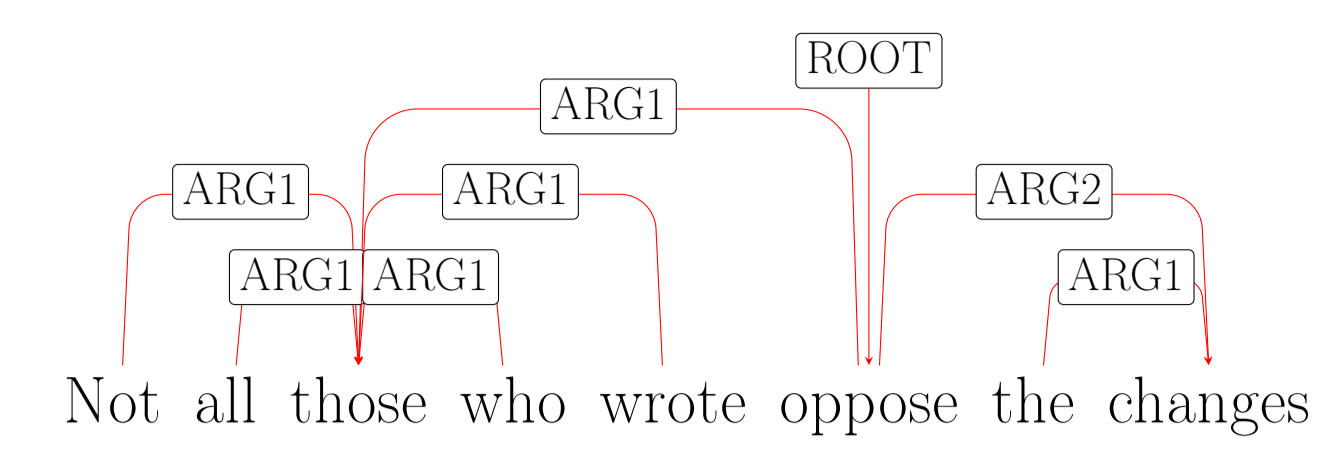 ROOT
ARG1
ARG1 ARG1 ARG2
ARG1 ARG1 ARG1
Not all those who wrote oppose the changes